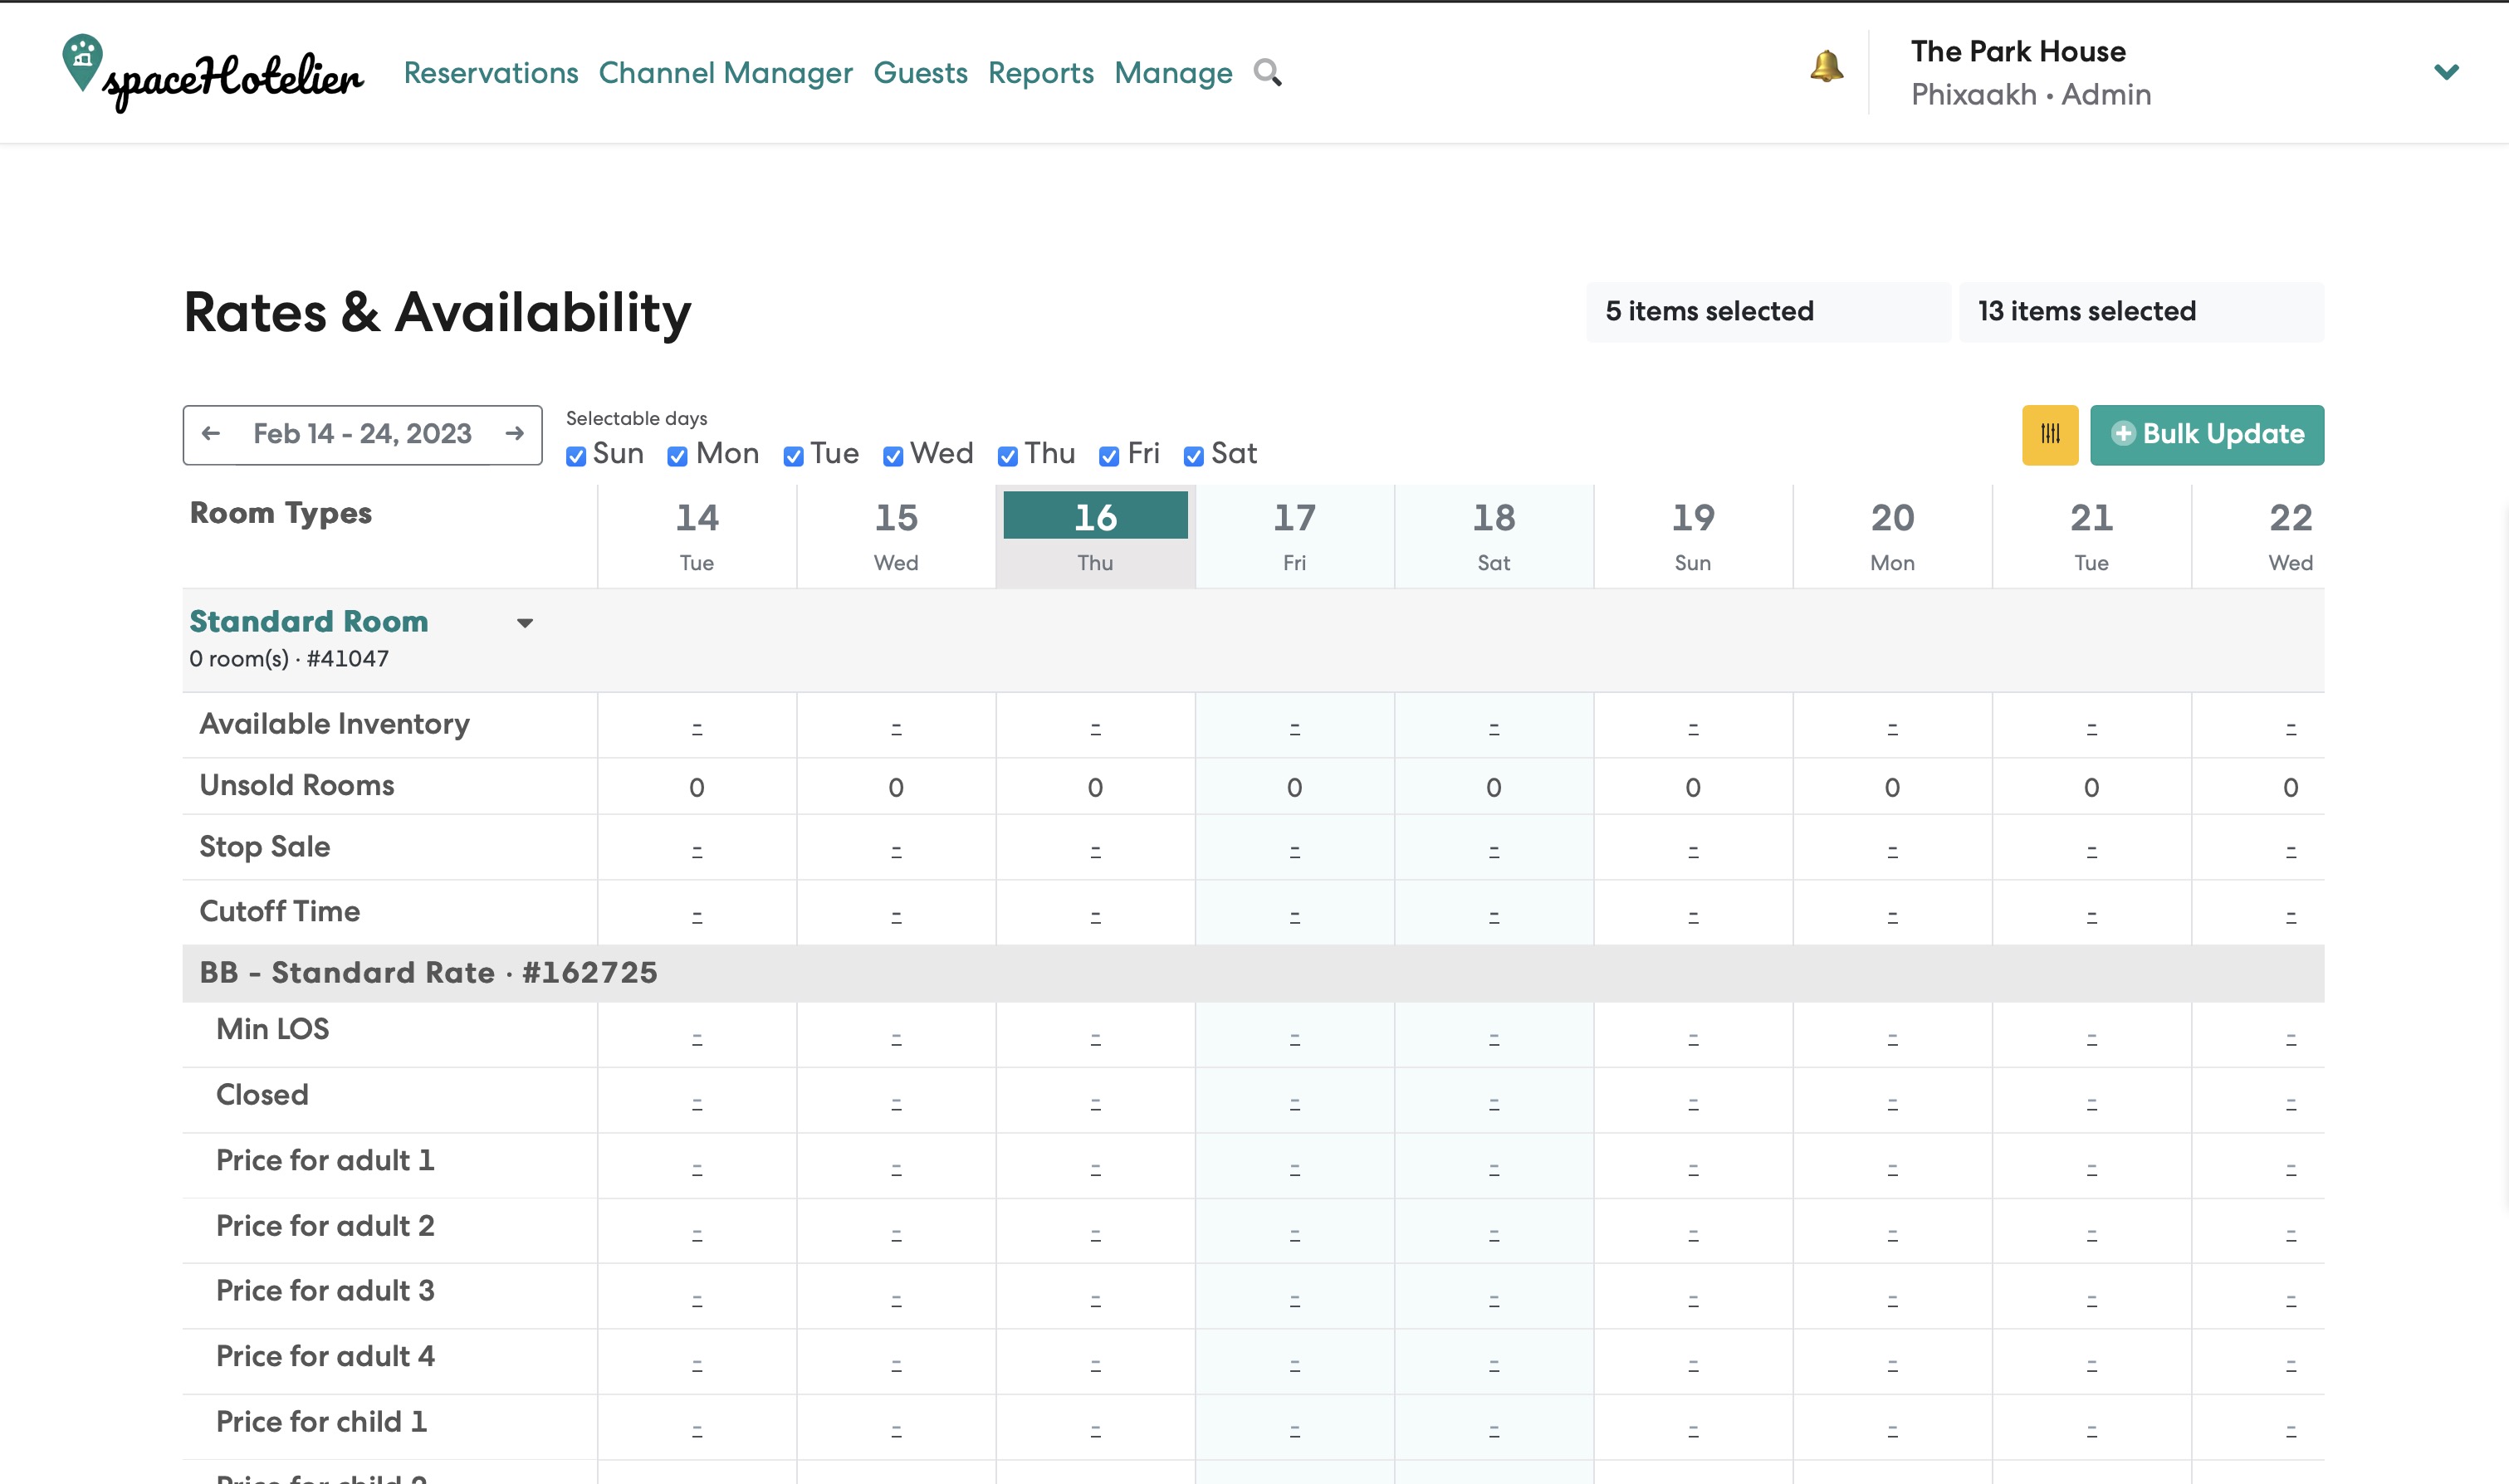 spaceHotelier Reservations Channel Manager Guests Reports Manage
The Park House
Phixaakh • Admin
Rates & Availability
5 items selected 13 items selected
Feb 14 - 24, 2023
Selectable days
Sun Mon Tue Wed Thu Fri Sat
Bulk Update
Room Types 14 15 16 17 18 19 20 21 22
Tue Wed Thu Fri Sat Sun Mon Tue Wed
Standard Room
0 room(s) · #41047
Available Inventory - - - - - - - - -
Unsold Rooms 0 0 0 0 0 0 0 0 0
Stop Sale - - - - - - - - -
Cutoff Time - - - - - - - - -
BB - Standard Rate · #162725
Min LOS - - - - - - - - -
Closed - - - - - - - - -
Price for adult 1 - - - - - - - - -
Price for adult 2 - - - - - - - - -
Price for adult 3 - - - - - - - - -
Price for adult 4 - - - - - - - - -
Price for child 1 - - - - - - - - -
Price for child 2